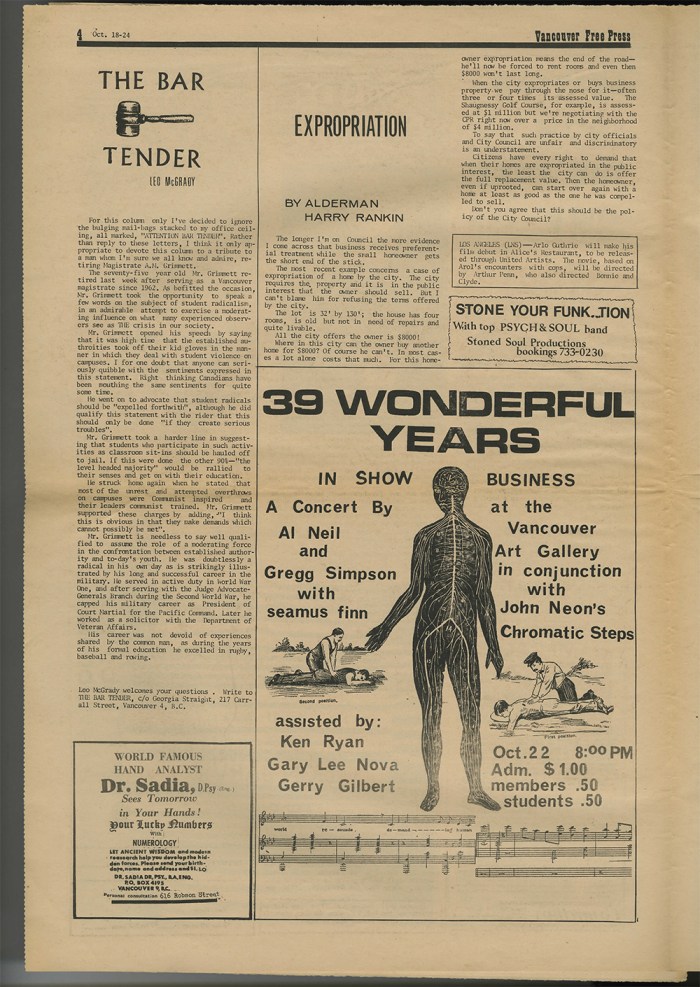 4 Oct. 18-24
Vancouver Free Press
THE BAR
TENDER
LEO McGRADY
For this column only I've decided to ignore
the bulging mail-bags stacked to my office ceil-
ing, all marked, "ATTENTION BAR TENDER". Rather
than reply to these letters, I think it only ap-
propriate to devote this column to a tribute to
a man whom I'm sure we all know and admire, re-
tiring Magistrate A.H. Grimmett.
The seventy-five year old Mr. Grimmett re-
tired last week after serving as a Vancouver
magistrate since 1962. As befitted the occasion,
Mr. Grimmett took the opportunity to speak a
few words on the subject of student radicalism,
in an admirable attempt to exercise a moderat-
ing influence on what many experienced observ-
ers see as THE crisis in our society.
Mr. Grimmett opened his speech by saying
that it was high time that the established au-
thorities took off their kid gloves in the man-
ner in which they deal with student violence on
campuses. I for one doubt that anyone can seri-
ously quibble with the sentiments expressed in
this statement. Right thinking Canadians have
been mouthing the same sentiments for quite
some time.
He went on to advocate that student radicals
should be "expelled forthwith", although he did
qualify this statement with the rider that this
should only be done "if they create serious
troubles".
Mr. Grimmett took a harder line in suggest-
ing that students who participate in such activ-
ities as classroom sit-ins should be hauled off
to jail. If this were done the other 90%—"the
level headed majority" would be rallied to
their senses and get on with their education.
He struck home again when he stated that
most of the unrest and attempted overthrows
on campuses were Communist inspired and
their leaders communist trained. Mr. Grimmett
supported these charges by adding, "I think
this is obvious in that they make demands which
cannot possibly be met".
Mr. Grimmett is needless to say well quali-
fied to assume the role of a moderating force
in the confrontation between established author-
ity and to-day's youth. He was doubtlessly a
radical in his own day as is strikingly illus-
trated by his long and successful career in the
military. He served in active duty in World War
One, and after serving with the Judge Advocate-
Generals Branch during the Second World War, he
capped his military career as President of
Court Martial for the Pacific Command. Later he
worked as a solicitor with the Department of
Veteran Affairs.
His career was not devoid of experiences
shared by the common man, as during the years
of his formal education he excelled in rugby,
baseball and rowing.
Leo McGrady welcomes your questions. Write to
THE BAR TENDER, c/o Georgia Straight, 217 Carr-
all Street, Vancouver 4, B.C.
WORLD FAMOUS
HAND ANALYST
Dr. Sadia, D.Psy
Sees Tomorrow
in Your Hands!
Your Lucky Numbers
With
NUMEROLOGY
LET ANCIENT WISDOM and modern
research help you develop the hid-
den forces. Please send your birth-
date, name and address and $1.50
DR. SADIA DR. PSY., B.A. ENG.
P.O. BOX 4195
VANCOUVER 9, B.C.
Personal consultation 616 Robson Street
EXPROPRIATION
BY ALDERMAN
HARRY RANKIN
The longer I'm on Council the more evidence
I come across that business receives preferent-
ial treatment while the small homeowner gets
the short end of the stick.
The most recent example concerns a case of
expropriation of a home by the city. The city
requires the property and it is in the public
interest that the owner should sell. But I
can't blame him for refusing the terms offered
by the city.
The lot is 32' by 130'; the house has four
rooms, is old but not in need of repairs and
quite livable.
All the city offers the owner is $8000!
Where in this city can the owner buy another
home for $8000? Of course he can't. In most cas-
es a lot alone costs that much. For this home-
owner expropriation means the end of the road—
he'll now be forced to rent rooms and even then
$8000 won't last long.
When the city expropriates or buys business
property we pay through the nose for it—often
three or four times its assessed value. The
Shaugnessy Golf Course, for example, is assess-
ed at $1 million but we're negotiating with the
CPR right now over a price in the neighborhood
of $4 million.
To say that such practice by city officials
and City Council are unfair and discriminatory
is an understatement.
Citizens have every right to demand that
when their homes are expropriated in the public
interest, the least the city can do is offer
the full replacement value. Then the homeowner,
even if uprooted, can start over again with a
home at least as good as the one he was compel-
led to sell.
Don't you agree that this should be the pol-
icy of the City Council?
LOS ANGELES (LNS)—Arlo Guthrie will make his
film debut in Alice's Restaurant, to be releas-
ed through United Artists. The movie, based on
Arol's encounters with cops, will be directed
by Arthur Penn, who also directed Bonnie and
Clyde.
STONE YOUR FUNK..TION
With top PSYCH & SOUL band
Stoned Soul Productions
bookings 733-0230
39 WONDERFUL
YEARS
IN SHOW BUSINESS
A Concert By
Al Neil
and
Gregg Simpson
with
seamus finn
at the
Vancouver
Art Gallery
in conjunction
with
John Neon's
Chromatic Steps
Second position.
First position.
assisted by:
Ken Ryan
Gary Lee Nova
Gerry Gilbert
Oct.22 8:00 PM
Adm. $1.00
members .50
students .50
world